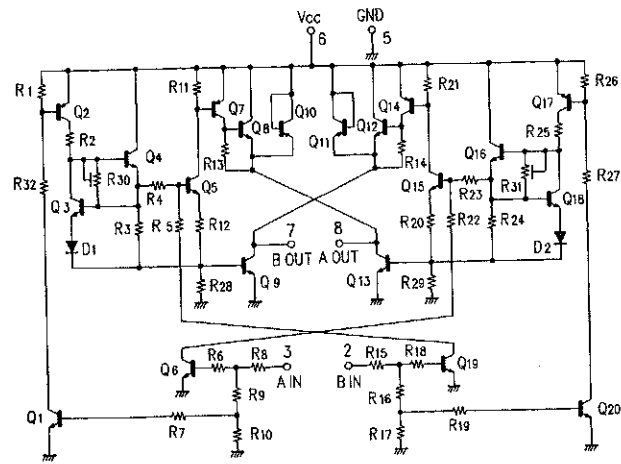 Vcc GND
6 5
R1 R11 R21 R26
Q2 Q7 Q8 Q10 Q11 Q12 Q14 Q17
R2 Q4 R13 R14 Q16 R25
R32 R30 R4 Q5 Q15 R23 R31 R27
Q3 R3 R5 R12 R20 R22 R24 Q18
D1 7 8 D2
B OUT A OUT
R28 Q9 Q13 R29
Q6 R6 R8 3 2 R15 R18 Q19
A IN B IN
R9 R16
Q1 R7 R10 R17 R19 Q20